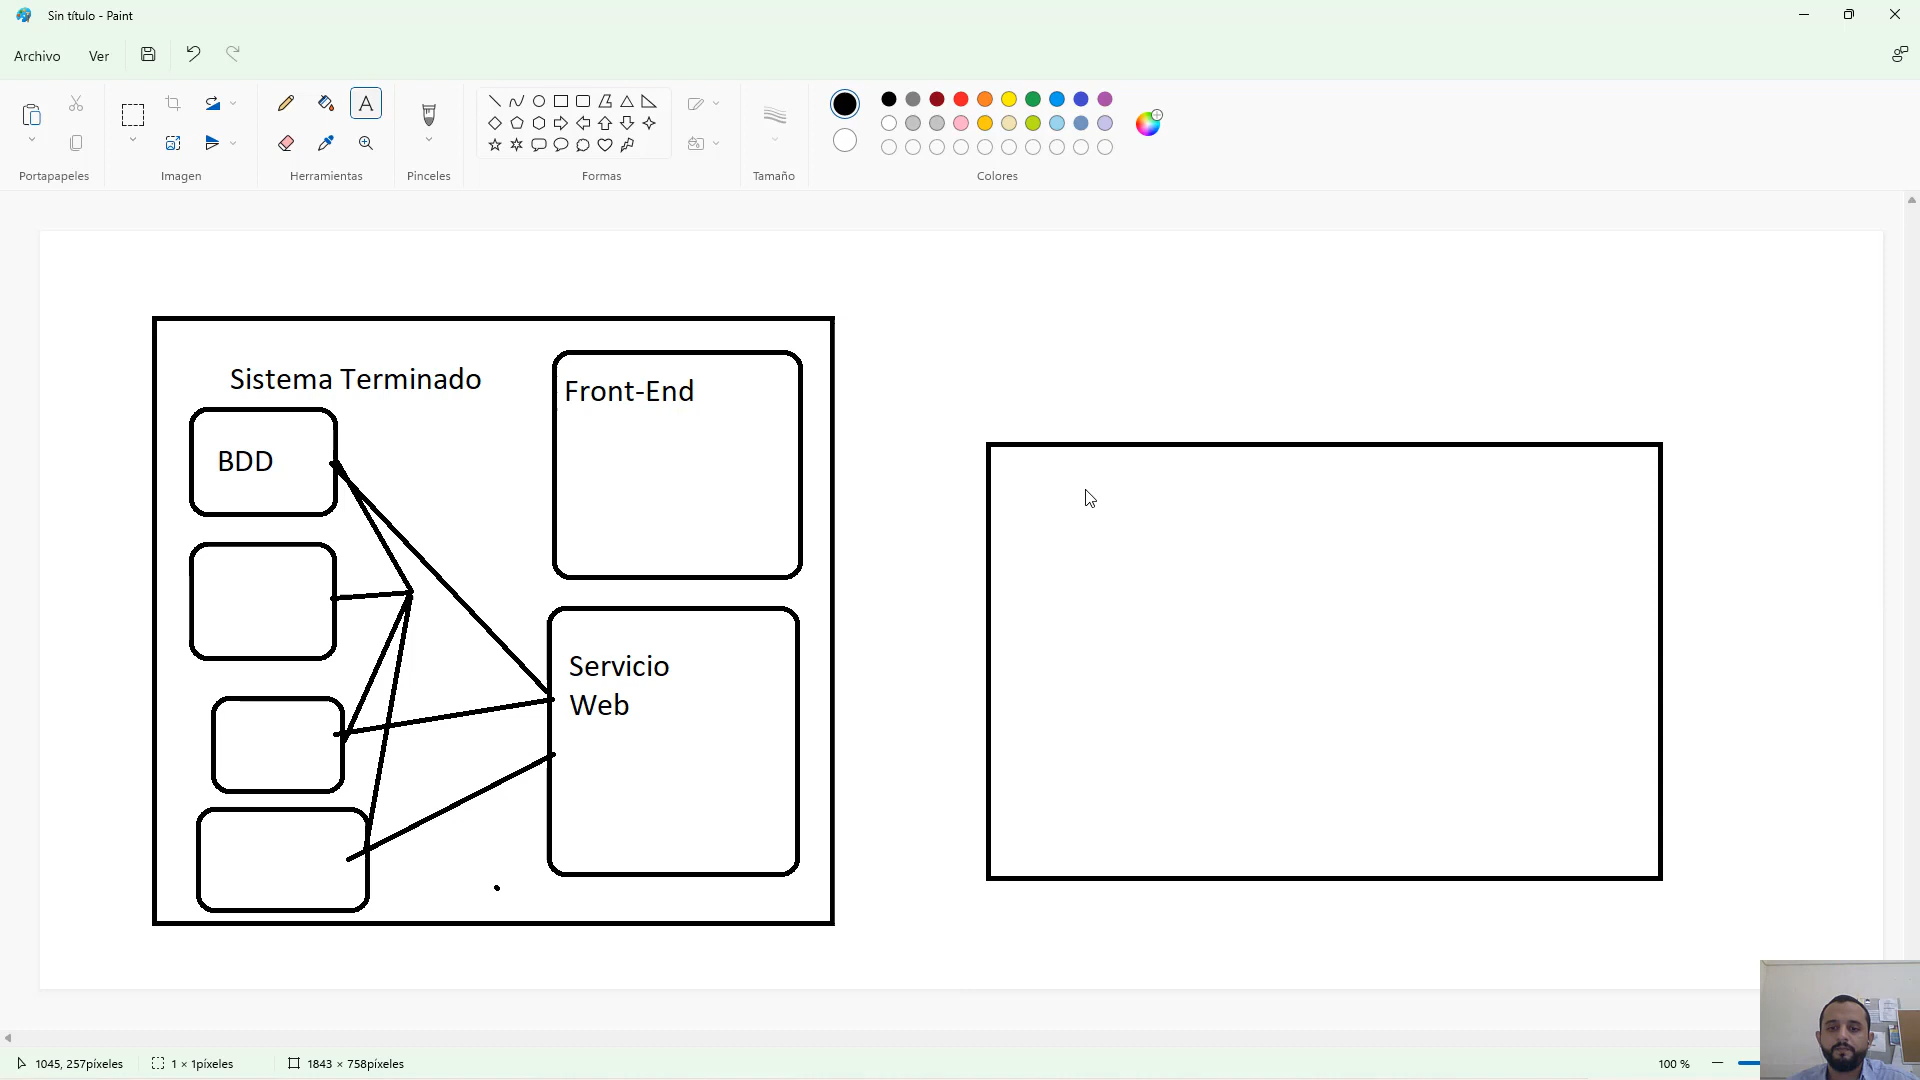 Sin título - Paint
Archivo
Ver
Portapapeles
Imagen
Herramientas
Pinceles
Formas
Tamaño
Colores
Sistema Terminado
Front-End
BDD
Servicio
Web
1045, 257píxeles
1 × 1píxeles
1843 × 758píxeles
100 %